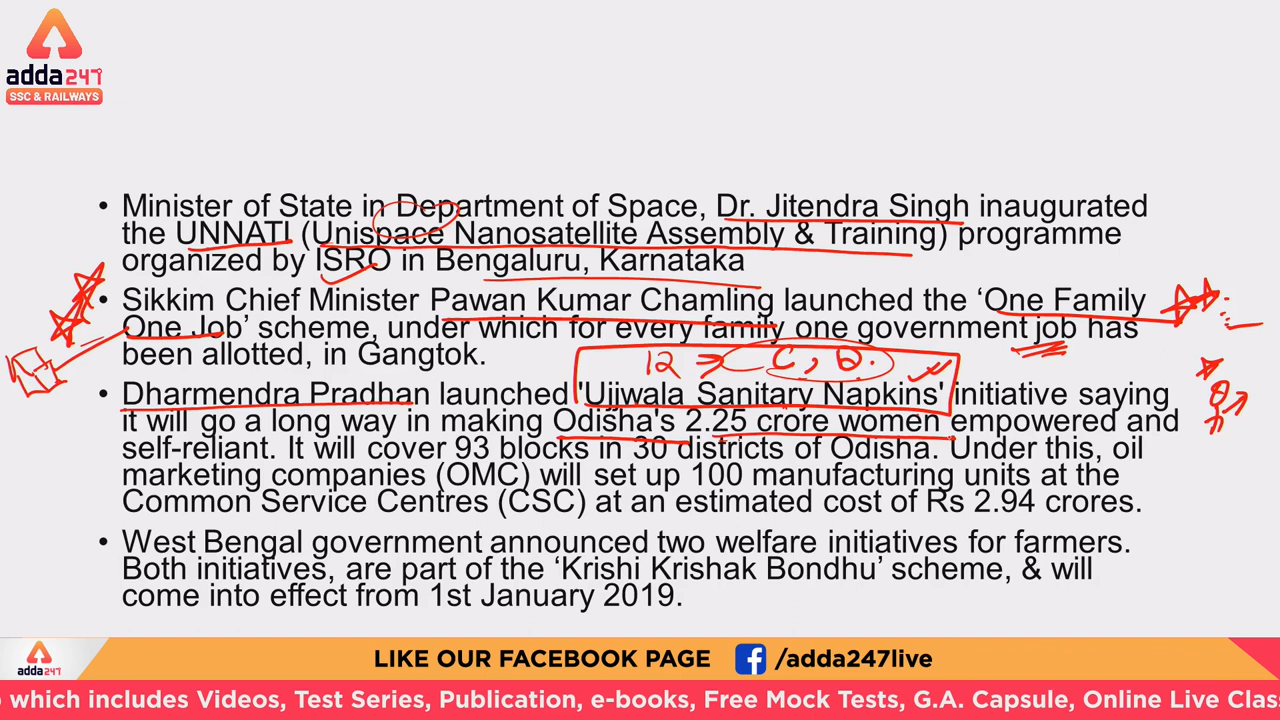 adda247
SSC & RAILWAYS
• Minister of State in Department of Space, Dr. Jitendra Singh inaugurated
the UNNATI (Unispace Nanosatellite Assembly & Training) programme
organized by ISRO in Bengaluru, Karnataka
• Sikkim Chief Minister Pawan Kumar Chamling launched the ‘One Family
One Job’ scheme, under which for every family one government job has
been allotted, in Gangtok.
12 ⇒ C, D.
• Dharmendra Pradhan launched 'Ujjwala Sanitary Napkins' initiative saying
it will go a long way in making Odisha's 2.25 crore women empowered and
self-reliant. It will cover 93 blocks in 30 districts of Odisha. Under this, oil
marketing companies (OMC) will set up 100 manufacturing units at the
Common Service Centres (CSC) at an estimated cost of Rs 2.94 crores.
• West Bengal government announced two welfare initiatives for farmers.
Both initiatives, are part of the ‘Krishi Krishak Bondhu’ scheme, & will
come into effect from 1st January 2019.
adda247
LIKE OUR FACEBOOK PAGE f /adda247live
which includes Videos, Test Series, Publication, e-books, Free Mock Tests, G.A. Capsule, Online Live